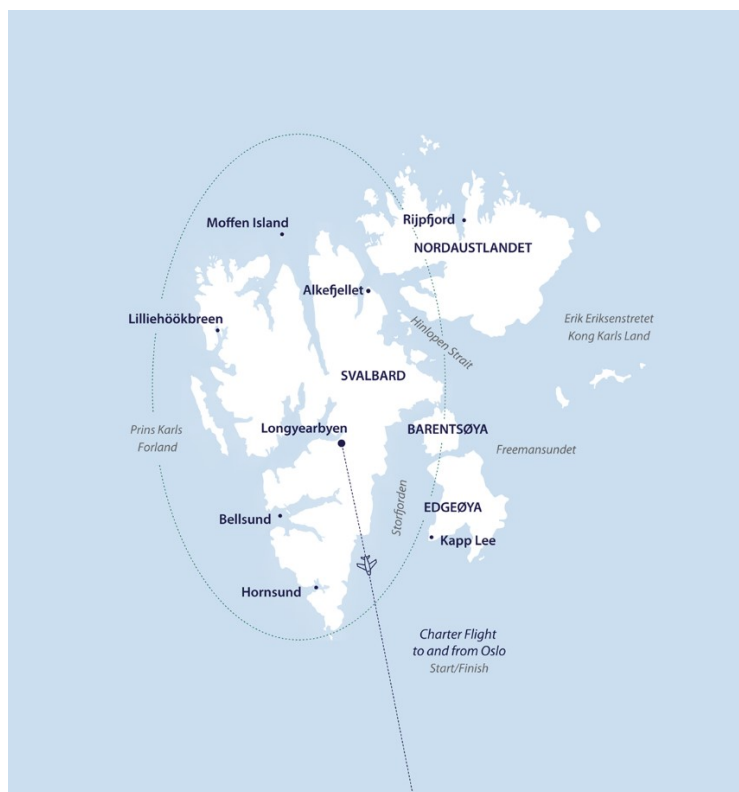 Moffen Island
Rijpfjord
NORDAUSTLANDET
Alkefjellet
Lilliehöökbreen
Hinlopen Strait
Erik Eriksenstretet
Kong Karls Land
SVALBARD
Prins Karls
Forland
Longyearbyen
BARENTSØYA
Freemansundet
Storfjorden
EDGEØYA
Bellsund
Kapp Lee
Hornsund
Charter Flight
to and from Oslo
Start/Finish